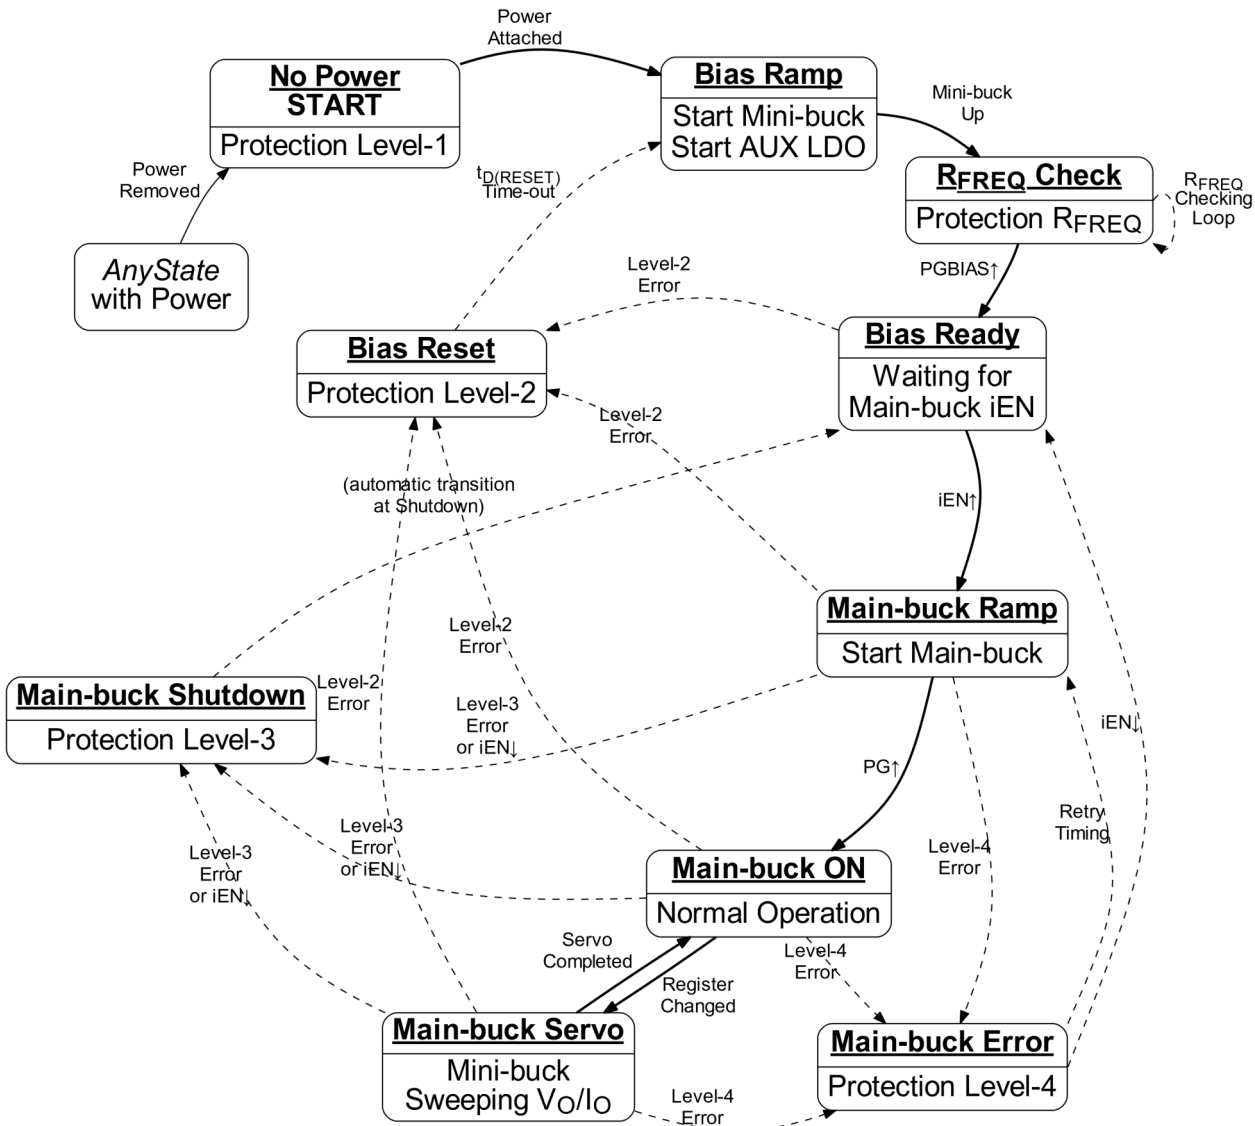 Power
Attached
No Power
START
Protection Level-1
Bias Ramp
Start Mini-buck
Start AUX LDO
Mini-buck
Up
Power
Removed
tD(RESET)
Time-out
RFREQ Check
Protection RFREQ
RFREQ
Checking
Loop
AnyState
with Power
Level-2
Error
PGBIAS↑
Bias Reset
Protection Level-2
Bias Ready
Waiting for
Main-buck iEN
Level-2
Error
(automatic transition
at Shutdown)
iEN↑
Main-buck Ramp
Start Main-buck
Level-2
Error
Main-buck Shutdown
Protection Level-3
Level-2
Error
Level-3
Error
or iEN↓
iEN↓
PG↑
Retry
Timing
Level-3
Error
or iEN↓
Level-3
Error
or iEN↓
Level-4
Error
Main-buck ON
Normal Operation
Servo
Completed
Level-4
Error
Register
Changed
Main-buck Servo
Mini-buck
Sweeping VO/IO
Main-buck Error
Protection Level-4
Level-4
Error